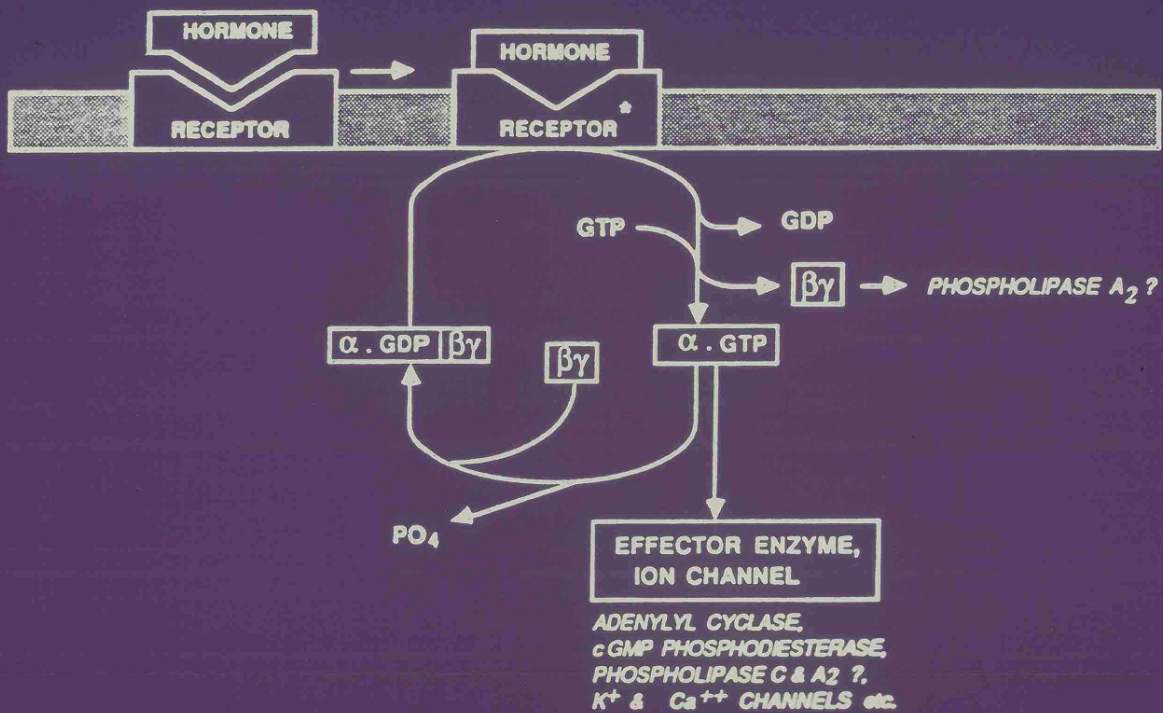 HORMONE
RECEPTOR
HORMONE
RECEPTOR *
GTP
GDP
βγ
PHOSPHOLIPASE A2 ?
α . GDP βγ
βγ
α . GTP
PO4
EFFECTOR ENZYME,
ION CHANNEL
ADENYLYL CYCLASE,
cGMP PHOSPHODIESTERASE,
PHOSPHOLIPASE C & A2 ?,
K+ & Ca++ CHANNELS etc.